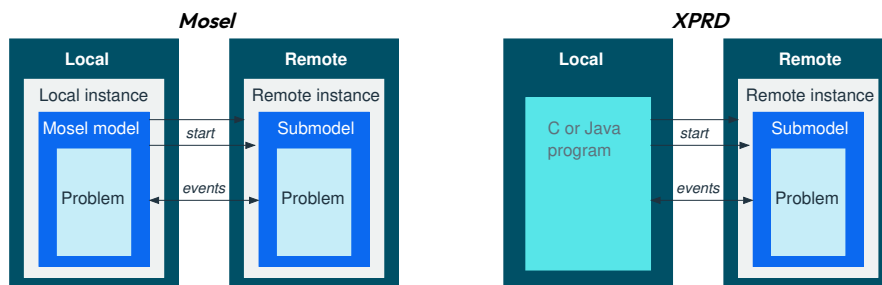 Mosel
Local
Remote
Local instance
Remote instance
Mosel model
start
Submodel
events
Problem
Problem
XPRD
Local
Remote
Remote instance
C or Java
program
start
Submodel
events
Problem